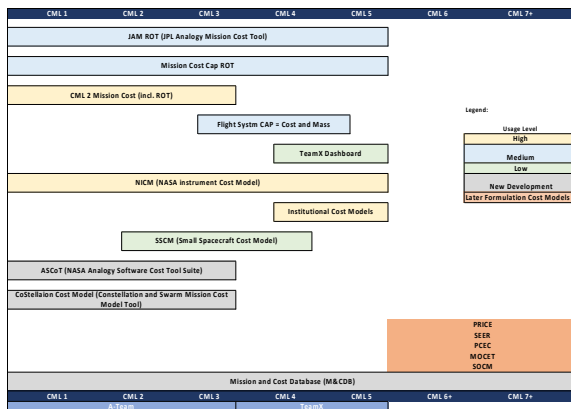 CML 1 CML 2 CML 3 CML 4 CML 5 CML 6 CML 7+
JAM ROT (JPL Analogy Mission Cost Tool)
Mission Cost Cap ROT
CML 2 Mission Cost (incl. ROT)
Legend:
Flight Systm CAP = Cost and Mass
Usage Level
High
TeamX Dashboard
Medium
Low
NICM (NASA instrument Cost Model)
New Development
Later Formulation Cost Models
Institutional Cost Models
SSCM (Small Spacecraft Cost Model)
ASCoT (NASA Analogy Software Cost Tool Suite)
CoStellaion Cost Model (Constellation and Swarm Mission Cost
Model Tool)
PRICE
SEER
PCEC
MOCET
SOCM
Mission and Cost Database (M&CDB)
CML 1 CML 2 CML 3 CML 4 CML 5 CML 6+ CML 7+
A-Team TeamX